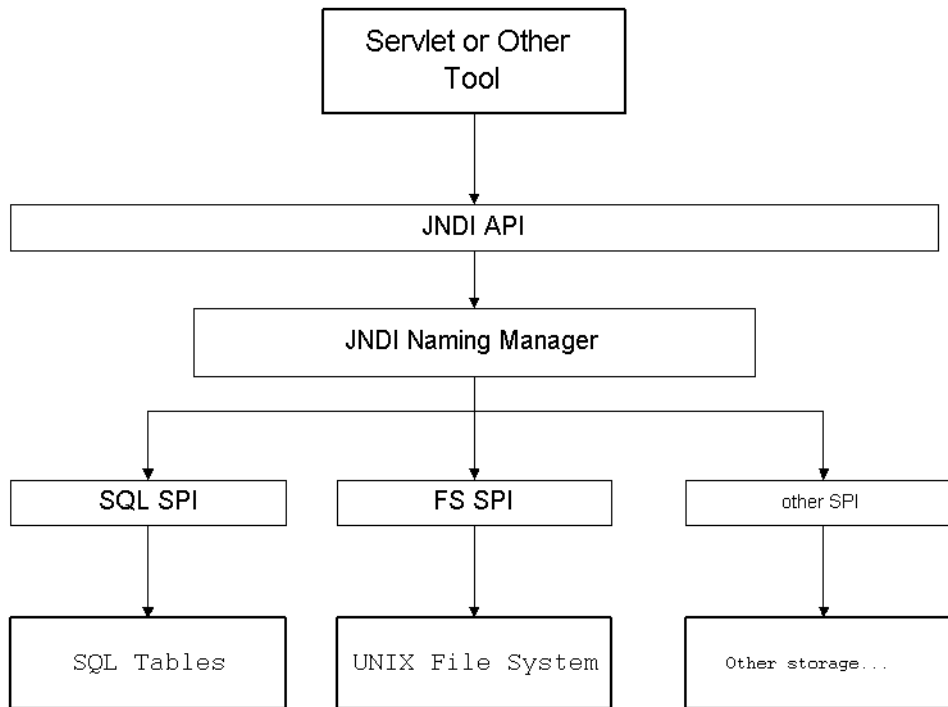 Servlet or Other
Tool
JNDI API
JNDI Naming Manager
SQL SPI
FS SPI
other SPI
SQL Tables
UNIX File System
Other storage...